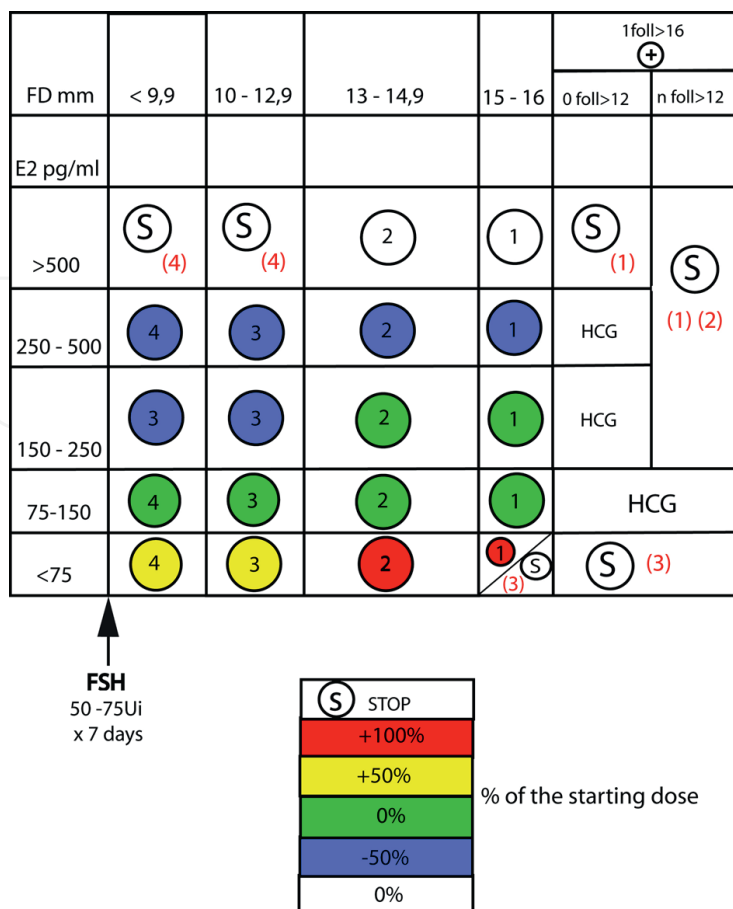 1foll>16
+
FD mm < 9,9 10 - 12,9 13 - 14,9 15 - 16 0 foll>12 n foll>12
E2 pg/ml
>500 S (4) S (4) 2 1 S (1) S (1) (2)
250 - 500 4 3 2 1 HCG
150 - 250 3 3 2 1 HCG
75-150 4 3 2 1 HCG
<75 4 3 2 1 S (3) S (3)
FSH
50 -75Ui
x 7 days
S STOP
+100%
+50%
0%
-50%
0%
% of the starting dose